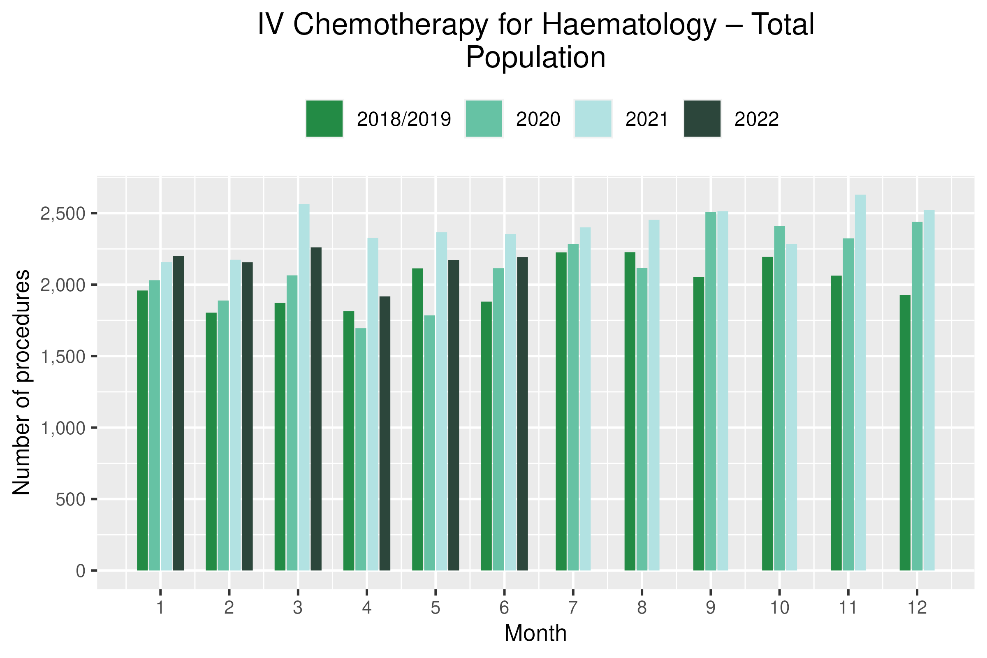 IV Chemotherapy for Haematology – Total
Population
2018/2019 2020 2021 2022
Number of procedures
2,500
2,000
1,500
1,000
500
0
1 2 3 4 5 6 7 8 9 10 11 12
Month